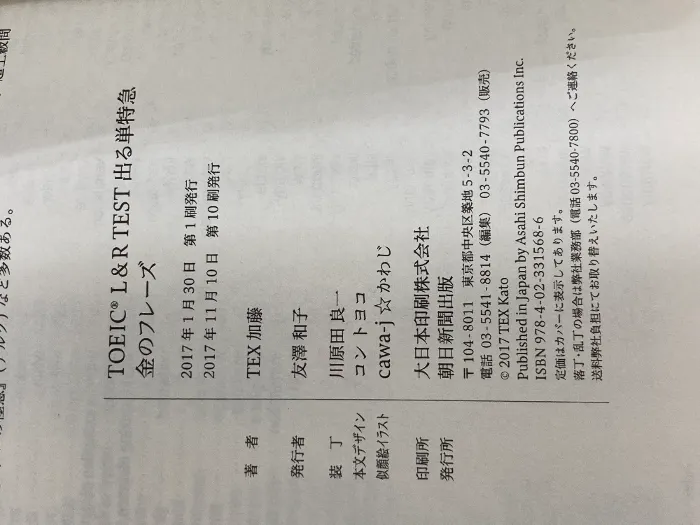 TOEIC® L & R TEST 出る単特急
金のフレーズ
2017年1月30日 第1刷発行
2017年11月10日 第10刷発行
著者 TEX 加藤
発行者 友澤 和子
装丁 川原田 良一
本文デザイン コン トヨコ
似顔絵イラスト cawa-j ☆ かわじ
印刷所 大日本印刷株式会社
発行所 朝日新聞出版
〒104-8011 東京都中央区築地 5-3-2
電話 03-5541-8814（編集） 03-5540-7793（販売）
© 2017 TEX Kato
Published in Japan by Asahi Shimbun Publications Inc.
ISBN 978-4-02-331568-6
定価はカバーに表示してあります。
落丁・乱丁の場合は弊社業務部（電話 03-5540-7800）へご連絡ください。
送料弊社負担にてお取り替えいたします。